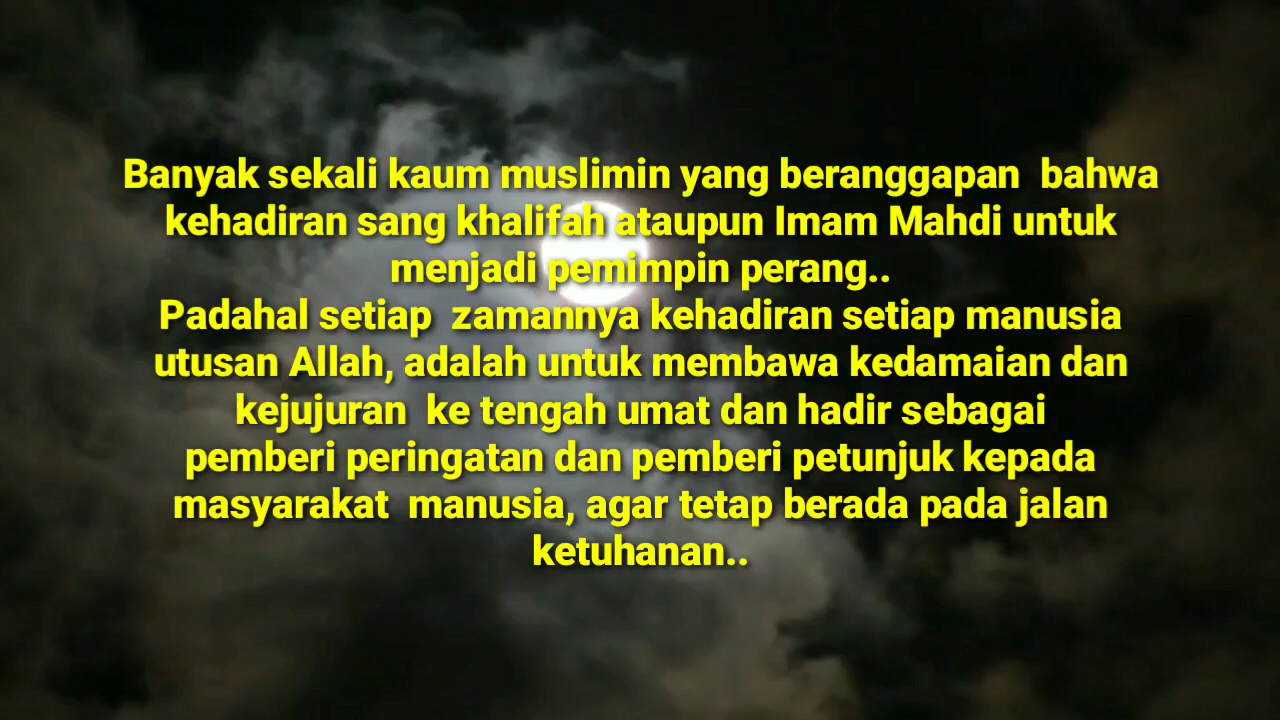 Banyak sekali kaum muslimin yang beranggapan  bahwa
kehadiran sang khalifah ataupun Imam Mahdi untuk
menjadi pemimpin perang..
Padahal setiap  zamannya kehadiran setiap manusia
utusan Allah, adalah untuk membawa kedamaian dan
kejujuran  ke tengah umat dan hadir sebagai
pemberi peringatan dan pemberi petunjuk kepada
masyarakat  manusia, agar tetap berada pada jalan
ketuhanan..